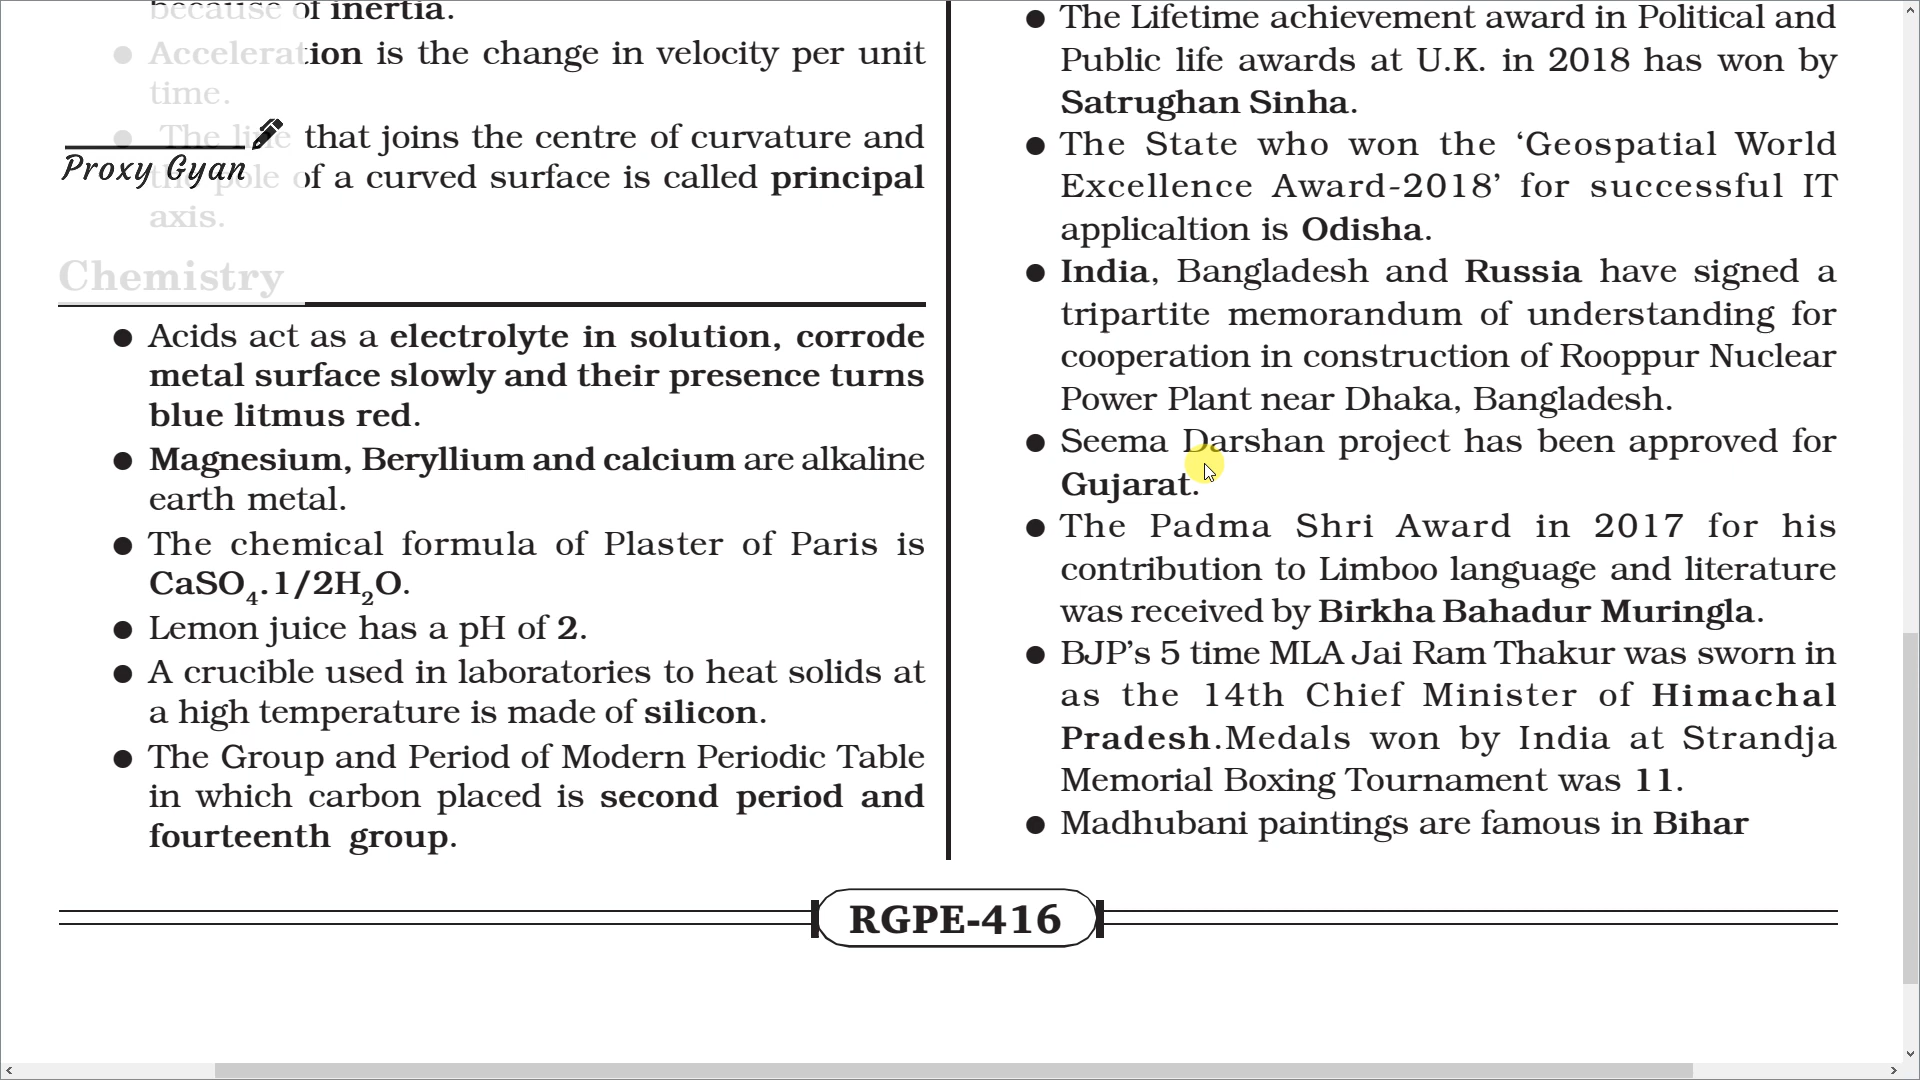 because of inertia.
● Acceleration is the change in velocity per unit
time.
● The line that joins the centre of curvature and
the pole of a curved surface is called principal
axis.
Proxy Gyan
Chemistry
● Acids act as a electrolyte in solution, corrode
metal surface slowly and their presence turns
blue litmus red.
● Magnesium, Beryllium and calcium are alkaline
earth metal.
● The chemical formula of Plaster of Paris is
CaSO₄.1/2H₂O.
● Lemon juice has a pH of 2.
● A crucible used in laboratories to heat solids at
a high temperature is made of silicon.
● The Group and Period of Modern Periodic Table
in which carbon placed is second period and
fourteenth group.
● The Lifetime achievement award in Political and
Public life awards at U.K. in 2018 has won by
Satrughan Sinha.
● The State who won the ‘Geospatial World
Excellence Award-2018’ for successful IT
applicaltion is Odisha.
● India, Bangladesh and Russia have signed a
tripartite memorandum of understanding for
cooperation in construction of Rooppur Nuclear
Power Plant near Dhaka, Bangladesh.
● Seema Darshan project has been approved for
Gujarat.
● The Padma Shri Award in 2017 for his
contribution to Limboo language and literature
was received by Birkha Bahadur Muringla.
● BJP’s 5 time MLA Jai Ram Thakur was sworn in
as the 14th Chief Minister of Himachal
Pradesh.Medals won by India at Strandja
Memorial Boxing Tournament was 11.
● Madhubani paintings are famous in Bihar
RGPE-416